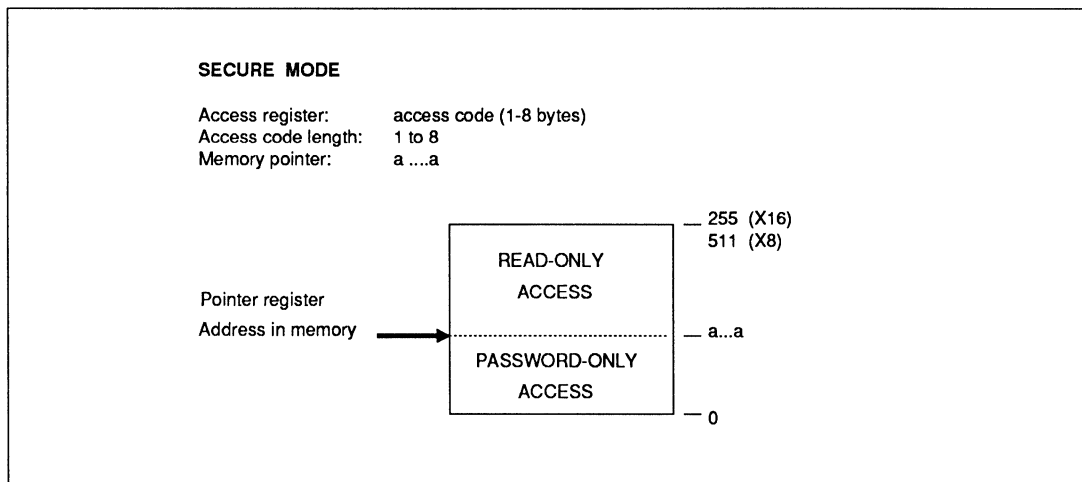 SECURE MODE
Access register: access code (1-8 bytes)
Access code length: 1 to 8
Memory pointer: a ....a
255 (X16)
511 (X8)
READ-ONLY
ACCESS
Pointer register
Address in memory
a...a
PASSWORD-ONLY
ACCESS
0